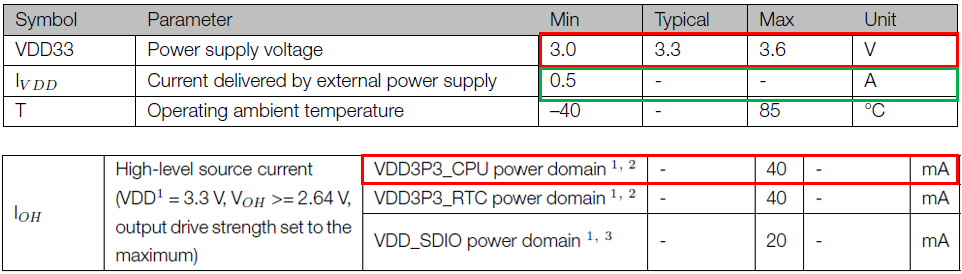 Symbol Parameter Min Typical Max Unit
VDD33 Power supply voltage 3.0 3.3 3.6 V
IVDD Current delivered by external power supply 0.5 - - A
T Operating ambient temperature –40 - 85 °C
High-level source current VDD3P3_CPU power domain 1, 2 - 40 - mA
(VDD1 = 3.3 V, VOH >= 2.64 V, VDD3P3_RTC power domain 1, 2 - 40 - mA
IOH output drive strength set to the VDD_SDIO power domain 1, 3 - 20 - mA
maximum)